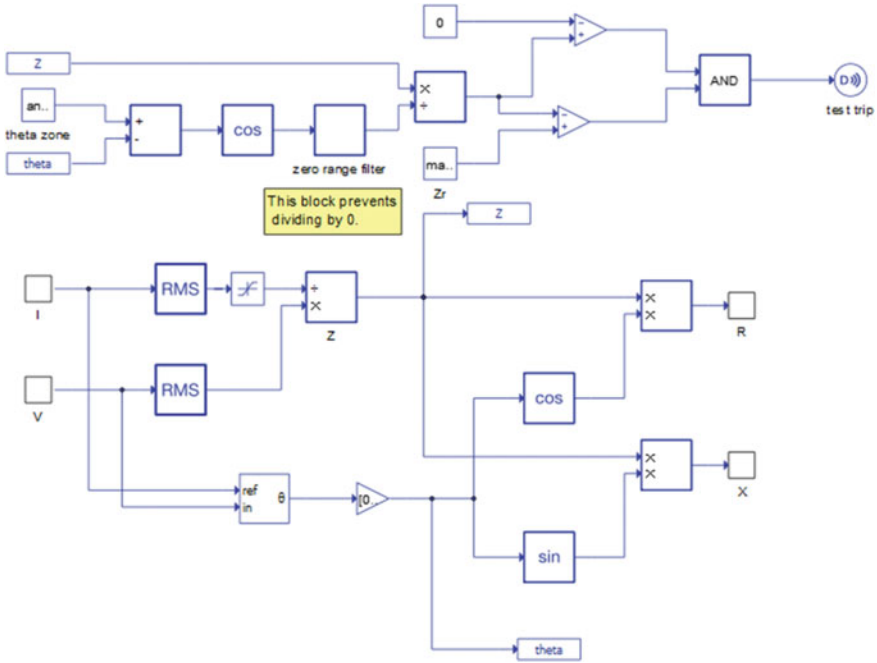 0
Z
an..
theta zone
theta
+
-
cos
zero range filter
×
÷
−
+
−
+
ma..
Zr
AND
D
test trip
This block prevents
dividing by 0.
Z
I
RMS
÷
×
Z
V
RMS
×
×
R
cos
ref
in
θ
[0..
×
×
X
sin
theta